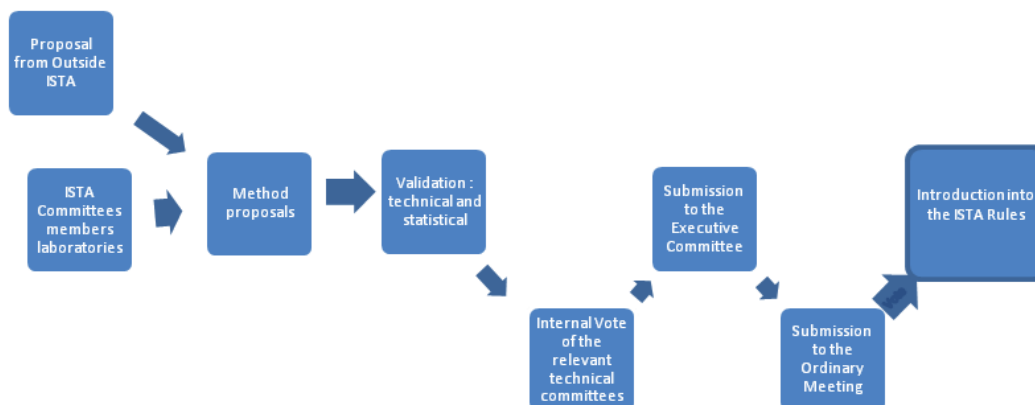 Proposal
from Outside
ISTA
ISTA
Committees
members
laboratories
Method
proposals
Validation :
technical and
statistical
Internal Vote
of the
relevant
technical
committees
Submission
to the
Executive
Committee
Submission
to the
Ordinary
Meeting
Vote
Introduction into
the ISTA Rules